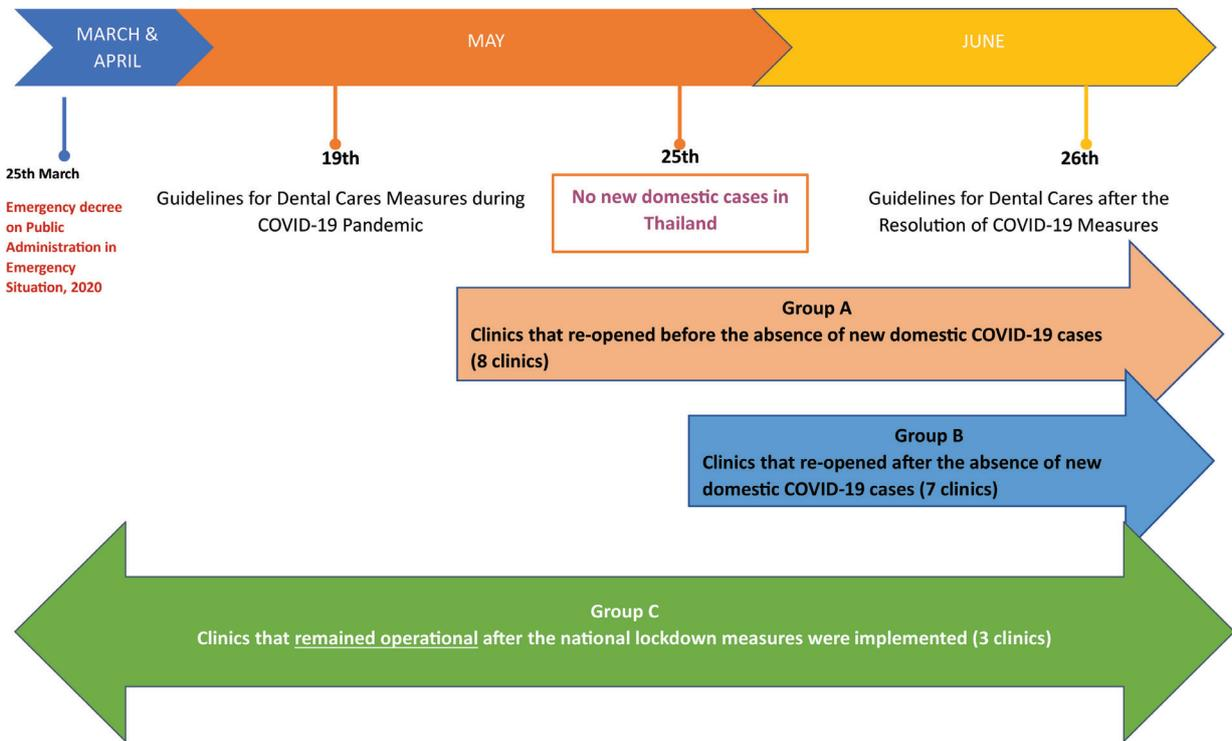 MARCH &
APRIL
MAY
JUNE
25th March
Emergency decree
on Public
Administration in
Emergency
Situation, 2020
19th
Guidelines for Dental Cares Measures during
COVID-19 Pandemic
25th
No new domestic cases in
Thailand
26th
Guidelines for Dental Cares after the
Resolution of COVID-19 Measures
Group A
Clinics that re-opened before the absence of new domestic COVID-19 cases
(8 clinics)
Group B
Clinics that re-opened after the absence of new
domestic COVID-19 cases (7 clinics)
Group C
Clinics that remained operational after the national lockdown measures were implemented (3 clinics)